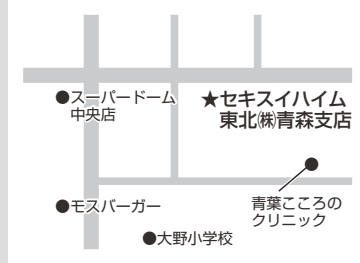 ●スーパードーム
中央店
★セキスイハイム
東北㈱青森支店
青葉こころの
クリニック
●モスバーガー
●大野小学校